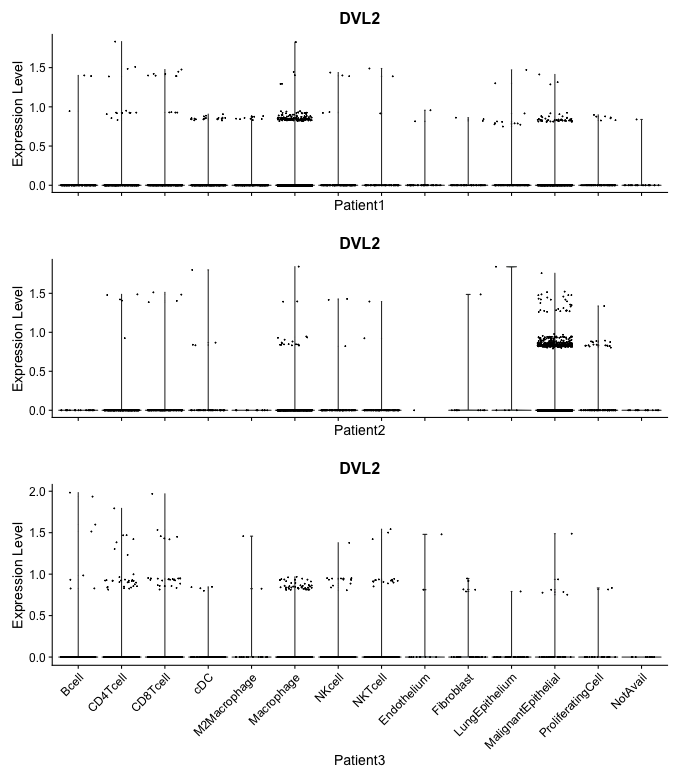 DVL2
Expression Level
1.5
1.0
0.5
0.0
Patient1
DVL2
Expression Level
1.5
1.0
0.5
0.0
Patient2
DVL2
Expression Level
2.0
1.5
1.0
0.5
0.0
Bcell
CD4Tcell
CD8Tcell
cDC
M2Macrophage
Macrophage
NKcell
NKTcell
Endothelium
Fibroblast
LungEpithelium
MalignantEpithelial
ProliferatingCell
NotAvail
Patient3